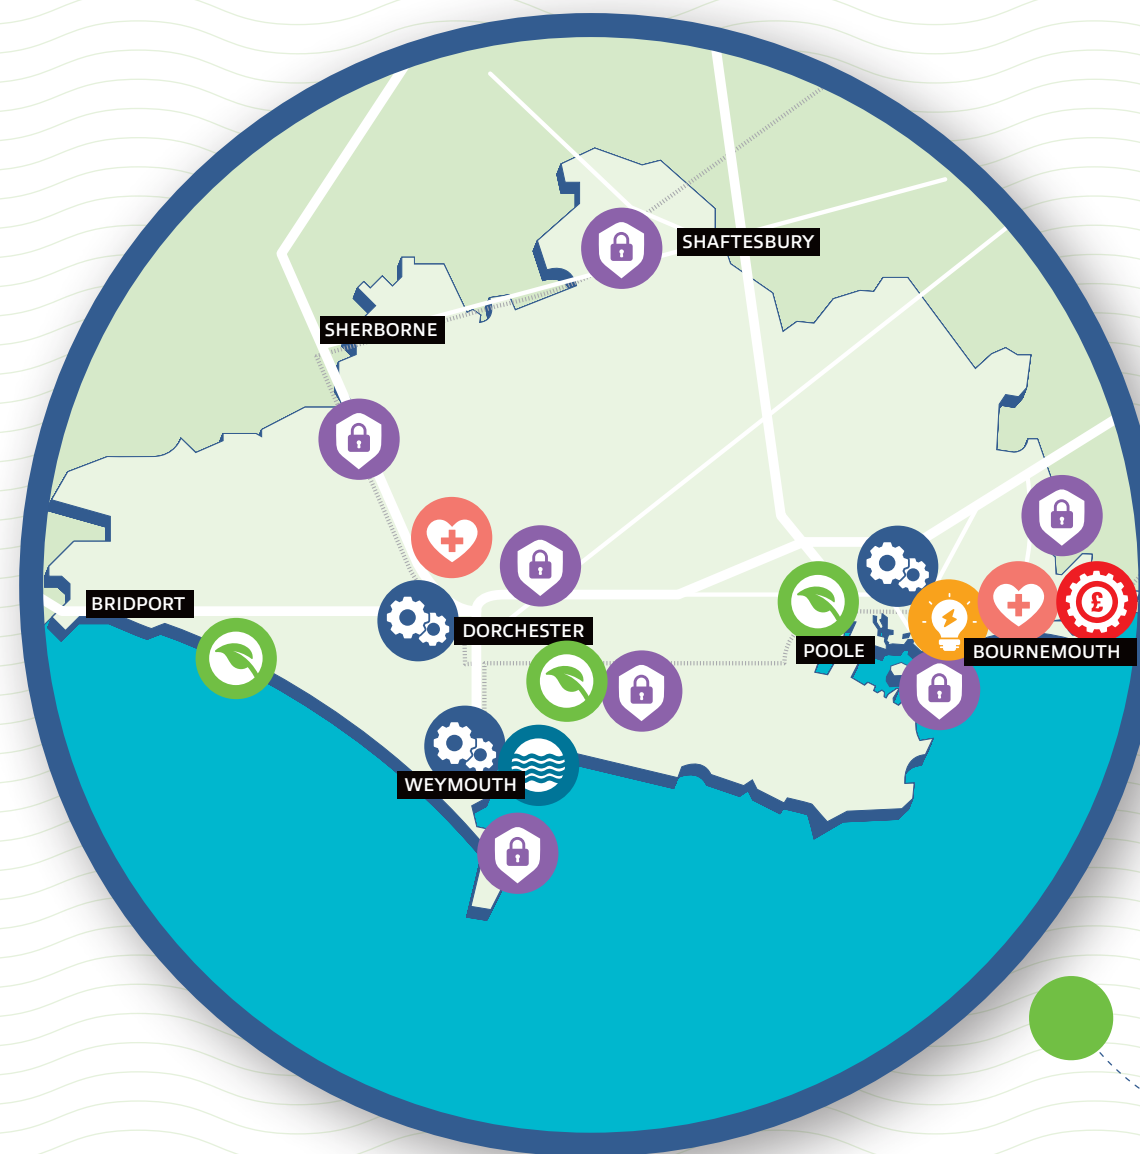 SHAFTESBURY
SHERBORNE
BRIDPORT
DORCHESTER
POOLE
BOURNEMOUTH
WEYMOUTH
£